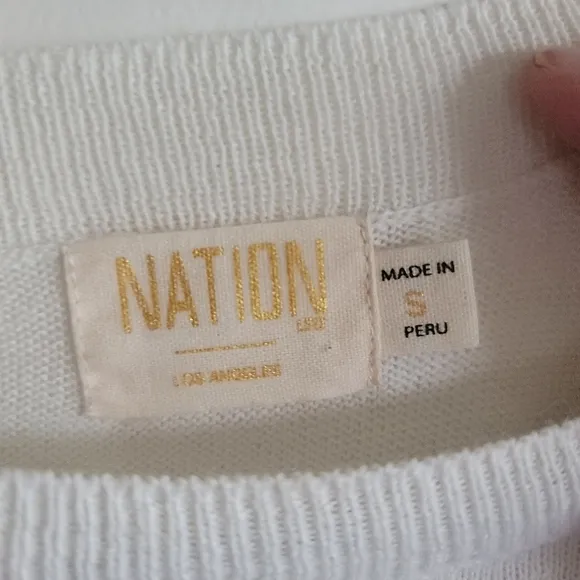 NATION
LTD
LOS ANGELES
MADE IN
S
PERU